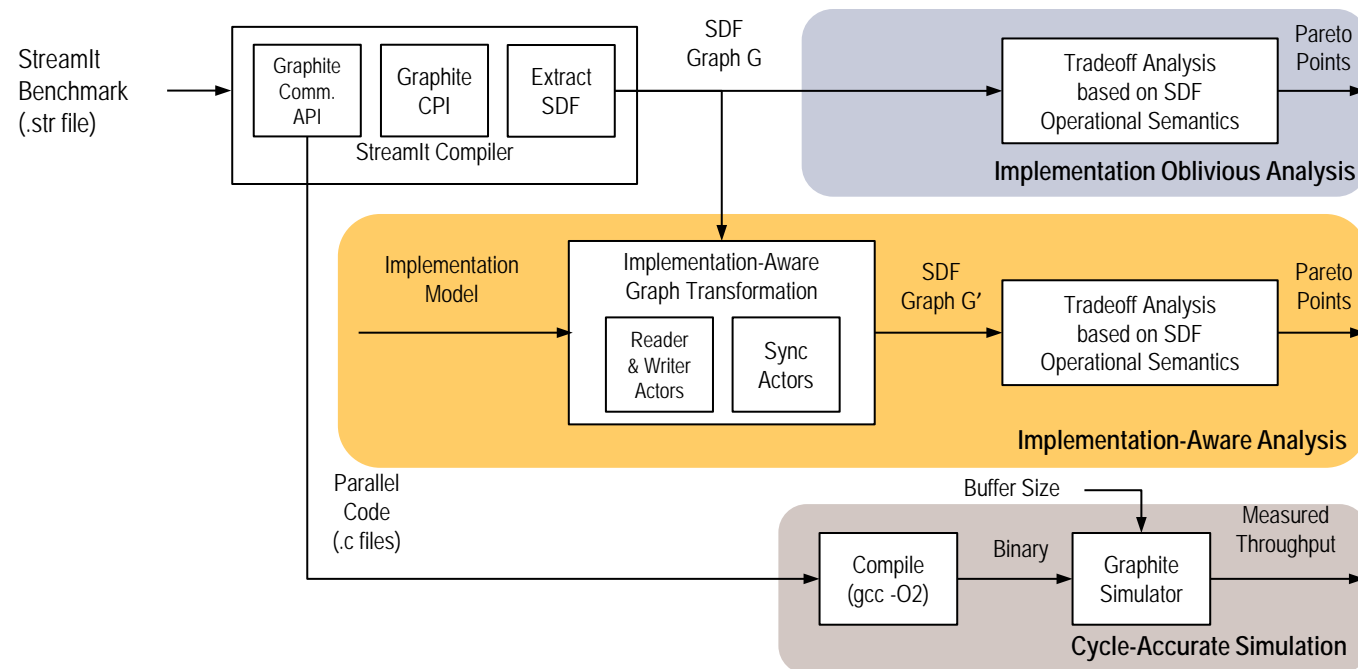 StreamIt
Benchmark
(.str file)
Graphite
Comm.
API
Graphite
CPI
Extract
SDF
StreamIt Compiler
SDF
Graph G
Tradeoff Analysis
based on SDF
Operational Semantics
Pareto
Points
Implementation Oblivious Analysis
Implementation
Model
Implementation-Aware
Graph Transformation
Reader
& Writer
Actors
Sync
Actors
SDF
Graph G’
Tradeoff Analysis
based on SDF
Operational Semantics
Pareto
Points
Implementation-Aware Analysis
Parallel
Code
(.c files)
Buffer Size
Compile
(gcc -O2)
Binary
Graphite
Simulator
Measured
Throughput
Cycle-Accurate Simulation